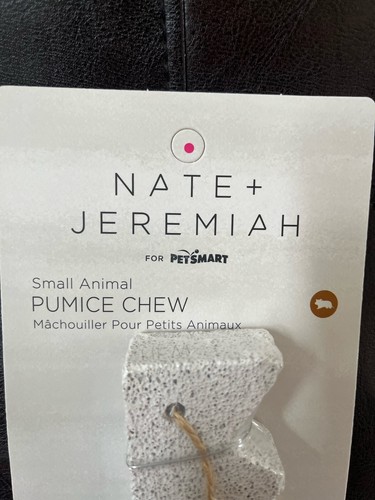 NATE +
JEREMIAH
FOR PETSMART
Small Animal
PUMICE CHEW
Mâchouiller Pour Petits Animaux